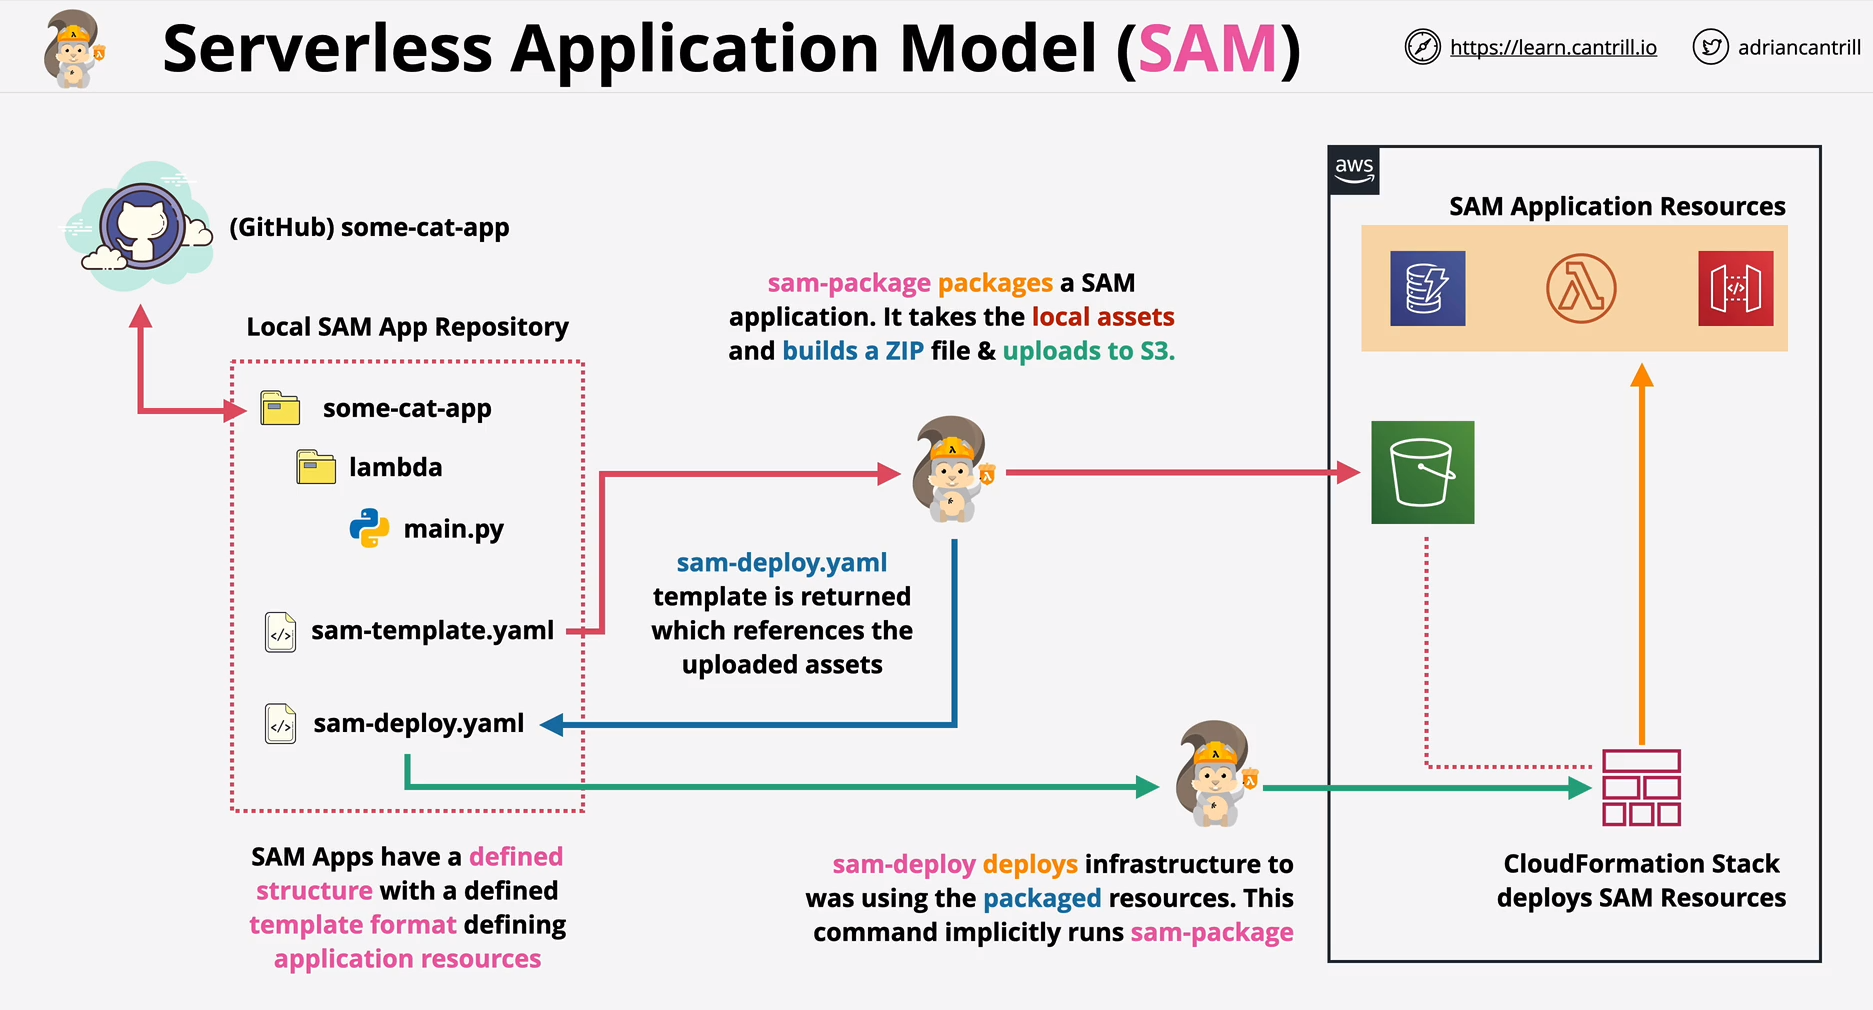 Serverless Application Model (SAM)
https://learn.cantrill.io
adriancantrill
(GitHub) some-cat-app
Local SAM App Repository
some-cat-app
lambda
main.py
sam-template.yaml
sam-deploy.yaml
SAM Apps have a defined
structure with a defined
template format defining
application resources
sam-package packages a SAM
application. It takes the local assets
and builds a ZIP file & uploads to S3.
sam-deploy.yaml
template is returned
which references the
uploaded assets
sam-deploy deploys infrastructure to
was using the packaged resources. This
command implicitly runs sam-package
aws
SAM Application Resources
CloudFormation Stack
deploys SAM Resources